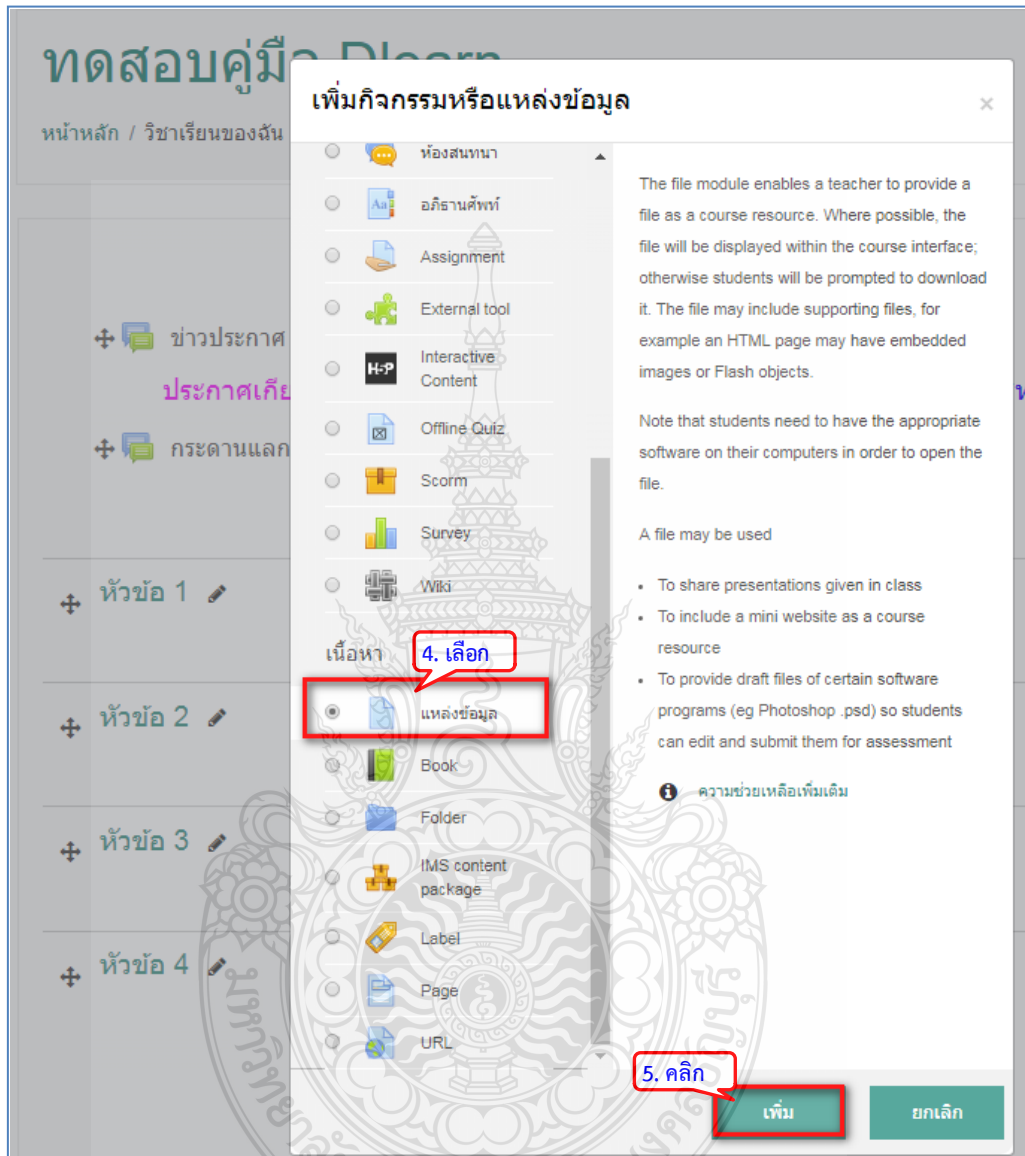 ทดสอบคู่มือ Dlearn
หน้าหลัก / วิชาเรียนของฉัน
ข่าวประกาศ
ประกาศเกีย
กระดานแลก
หัวข้อ 1
หัวข้อ 2
หัวข้อ 3
หัวข้อ 4
เพิ่มกิจกรรมหรือแหล่งข้อมูล
×
ห้องสนทนา
อภิธานศัพท์
Assignment
External tool
H5P
Interactive
Content
Offline Quiz
Scorm
Survey
Wiki
เนื้อหา
4. เลือก
แหล่งข้อมูล
Book
Folder
IMS content
package
Label
Page
URL
The file module enables a teacher to provide a
file as a course resource. Where possible, the
file will be displayed within the course interface;
otherwise students will be prompted to download
it. The file may include supporting files, for
example an HTML page may have embedded
images or Flash objects.
Note that students need to have the appropriate
software on their computers in order to open the
file.
A file may be used
• To share presentations given in class
• To include a mini website as a course
resource
• To provide draft files of certain software
programs (eg Photoshop .psd) so students
can edit and submit them for assessment
ความช่วยเหลือเพิ่มเติม
5. คลิก
เพิ่ม
ยกเลิก